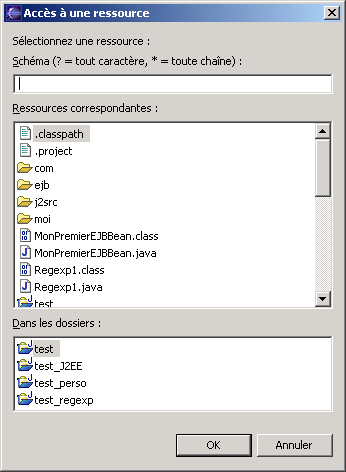 Accès à une ressource
Sélectionnez une ressource :
Schéma (? = tout caractère, * = toute chaîne) :
Ressources correspondantes :
.classpath
.project
com
ejb
j2src
moi
MonPremierEJBBean.class
MonPremierEJBBean.java
Regexp1.class
Regexp1.java
test
Dans les dossiers :
test
test_J2EE
test_perso
test_regexp
OK
Annuler